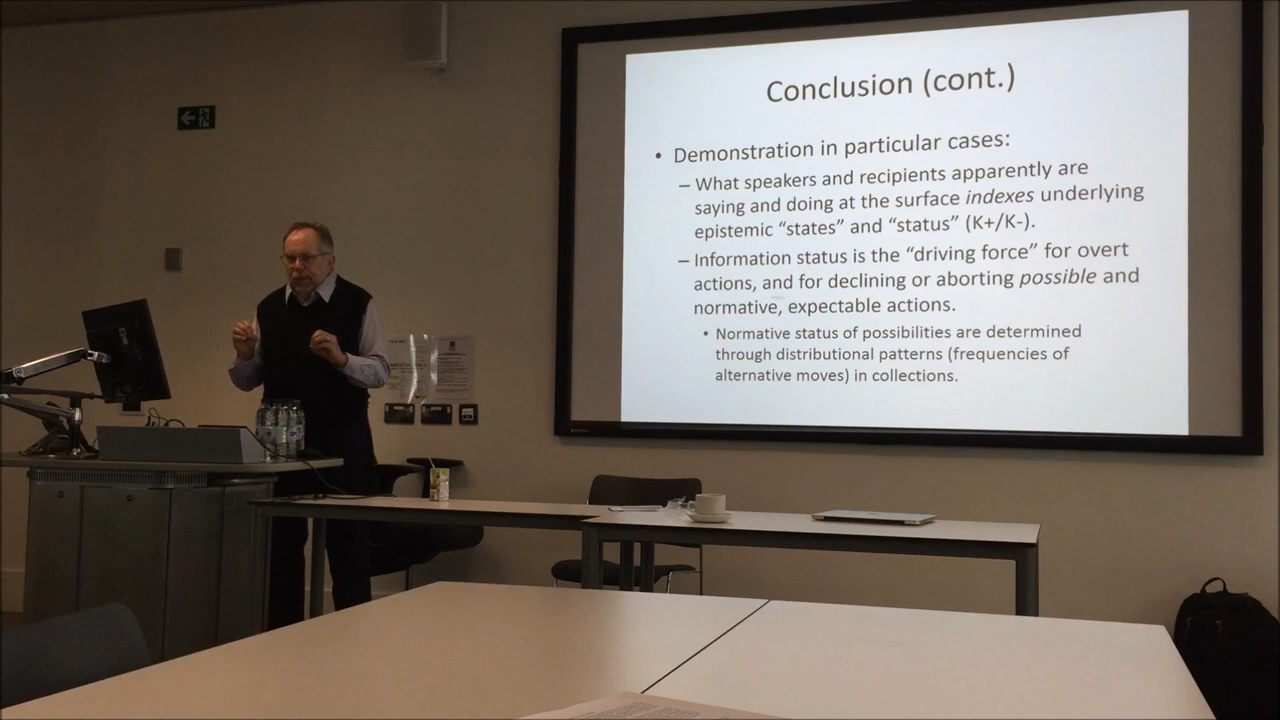 Conclusion (cont.)
• Demonstration in particular cases:
– What speakers and recipients apparently are
saying and doing at the surface indexes underlying
epistemic “states” and “status” (K+/K-).
– Information status is the “driving force” for overt
actions, and for declining or aborting possible and
normative, expectable actions.
• Normative status of possibilities are determined
through distributional patterns (frequencies of
alternative moves) in collections.